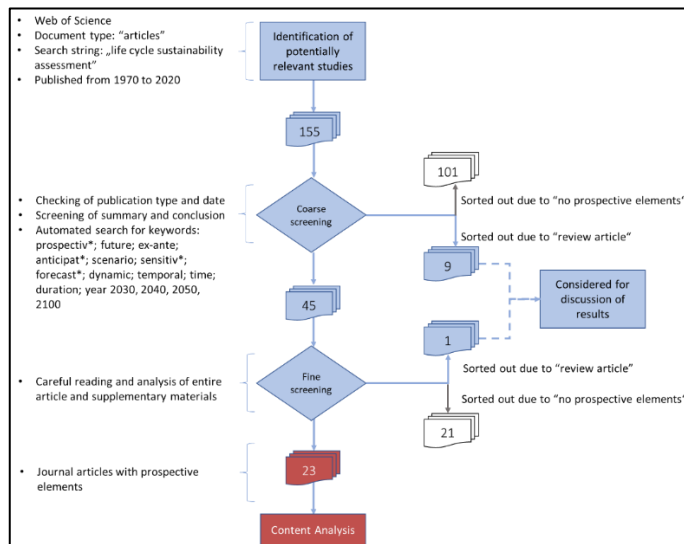 • Web of Science
• Document type: "articles"
• Search string: „life cycle sustainability
assessment"
• Published from 1970 to 2020
Identification of
potentially
relevant studies
155
• Checking of publication type and date
• Screening of summary and conclusion
• Automated search for keywords:
prospectiv*; future; ex-ante;
anticipat*; scenario; sensitiv*;
forecast*; dynamic; temporal; time;
duration; year 2030, 2040, 2050,
2100
Coarse
screening
101
Sorted out due to "no prospective elements"
Sorted out due to "review article"
9
Considered for
discussion of
results
45
1
Sorted out due to "review article"
• Careful reading and analysis of entire
article and supplementary materials
Fine
screening
Sorted out due to "no prospective elements"
21
• Journal articles with prospective
elements
23
Content Analysis